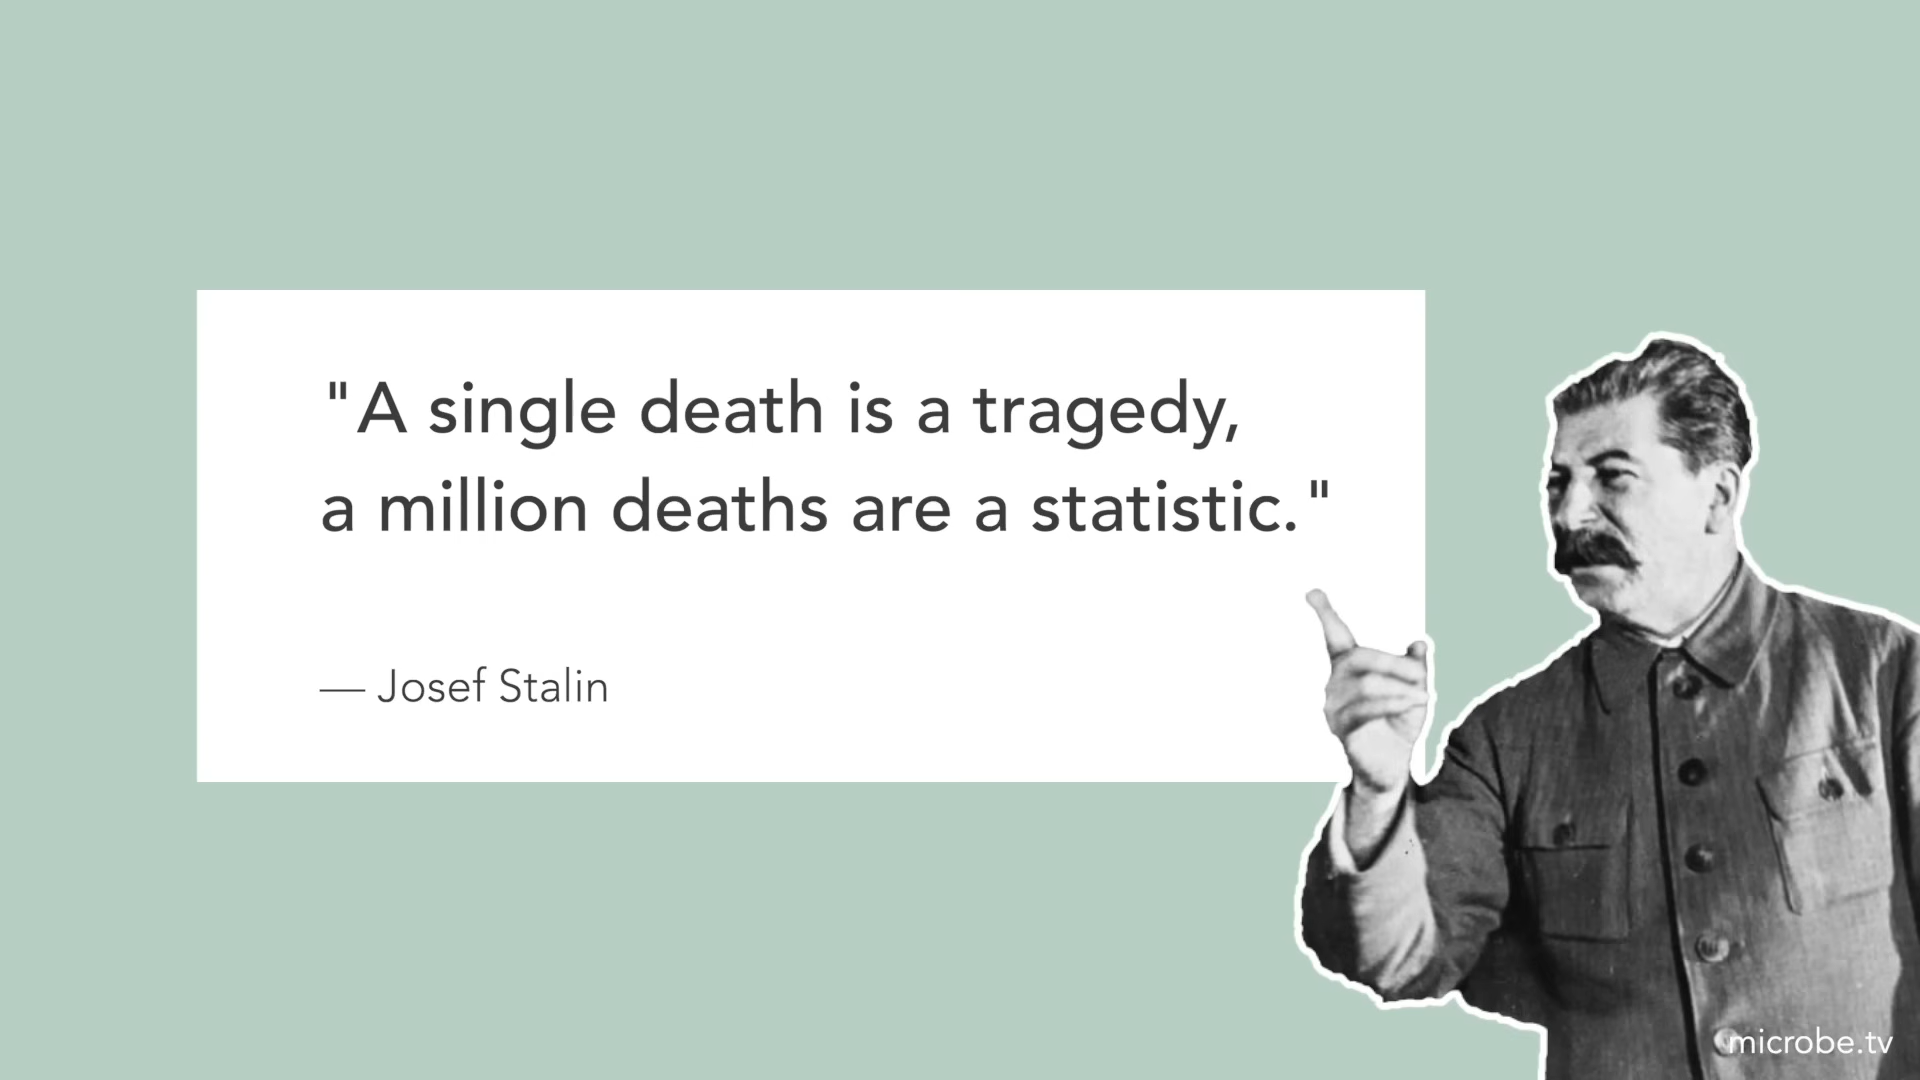 "A single death is a tragedy,
a million deaths are a statistic."
— Josef Stalin
microbe.tv